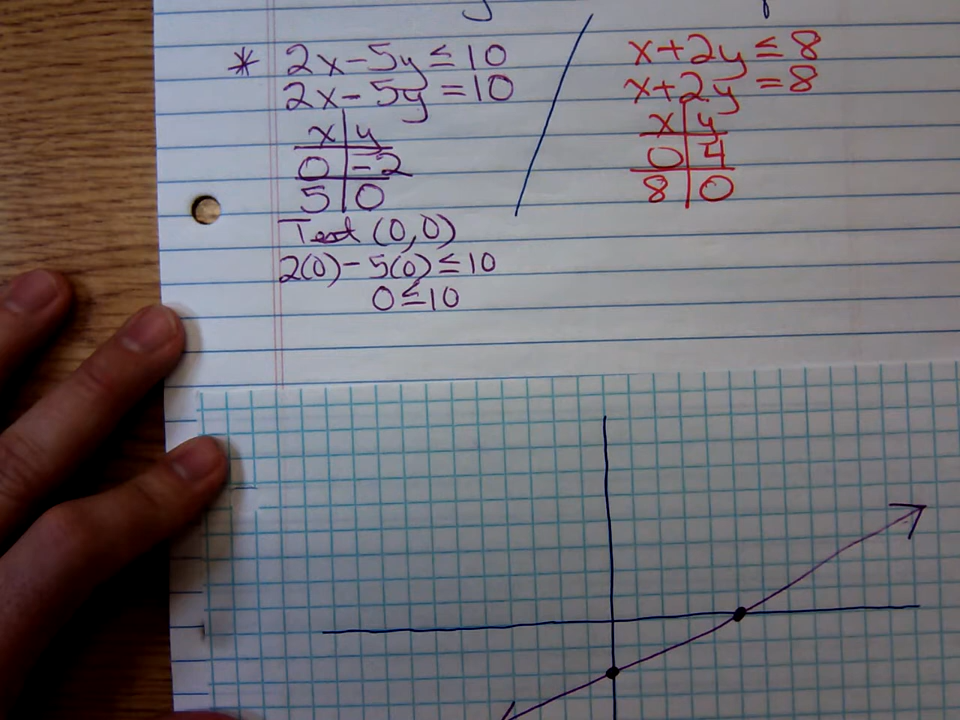 * 2x-5y ≤ 10
2x-5y = 10
x y
0 -2
5 0
Test (0,0)
2(0) - 5(0) ≤ 10
0 ≤ 10
x+2y ≤ 8
x+2y = 8
x y
0 4
8 0